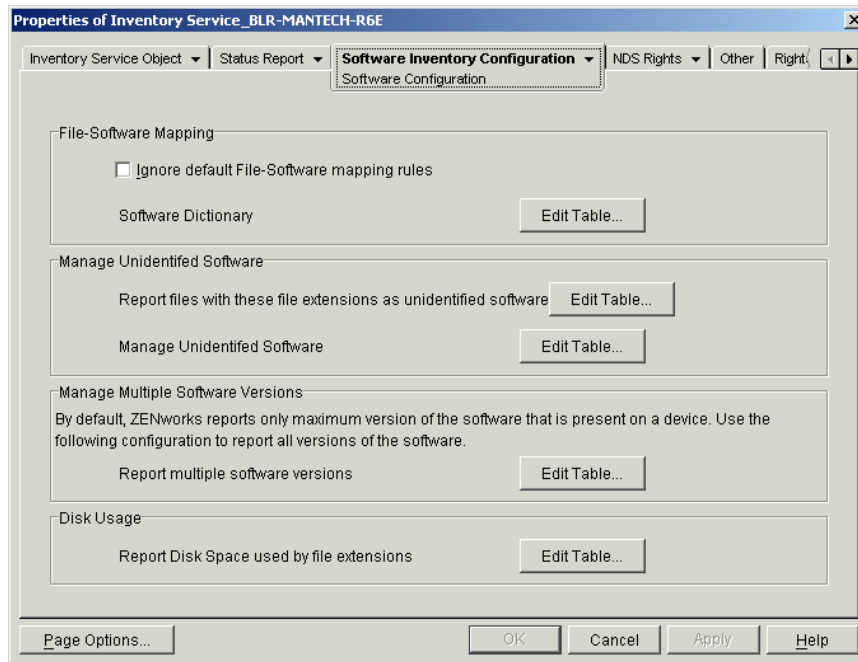 Properties of Inventory Service_BLR-MANTECH-R6E
Inventory Service Object Status Report Software Inventory Configuration NDS Rights Other Right
Software Configuration
File-Software Mapping
Ignore default File-Software mapping rules
Software Dictionary Edit Table...
Manage Unidentifed Software
Report files with these file extensions as unidentified software Edit Table...
Manage Unidentifed Software Edit Table...
Manage Multiple Software Versions
By default, ZENworks reports only maximum version of the software that is present on a device. Use the
following configuration to report all versions of the software.
Report multiple software versions Edit Table...
Disk Usage
Report Disk Space used by file extensions Edit Table...
Page Options... OK Cancel Apply Help